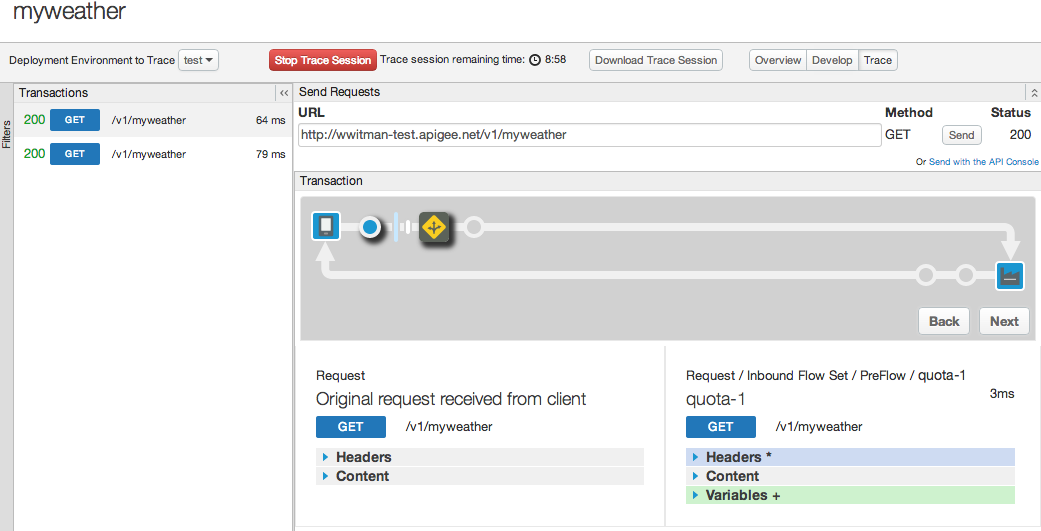 myweather
Deployment Environment to Trace test Stop Trace Session Trace session remaining time: 8:58 Download Trace Session Overview Develop Trace
Filters
Transactions «
200 GET /v1/myweather 64 ms
200 GET /v1/myweather 79 ms
Send Requests
URL Method Status
http://wwitman-test.apigee.net/v1/myweather GET Send 200
Or Send with the API Console
Transaction
Back Next
Request
Original request received from client
GET /v1/myweather
Headers
Content
Request / Inbound Flow Set / PreFlow / quota-1
quota-1 3ms
GET /v1/myweather
Headers *
Content
Variables +